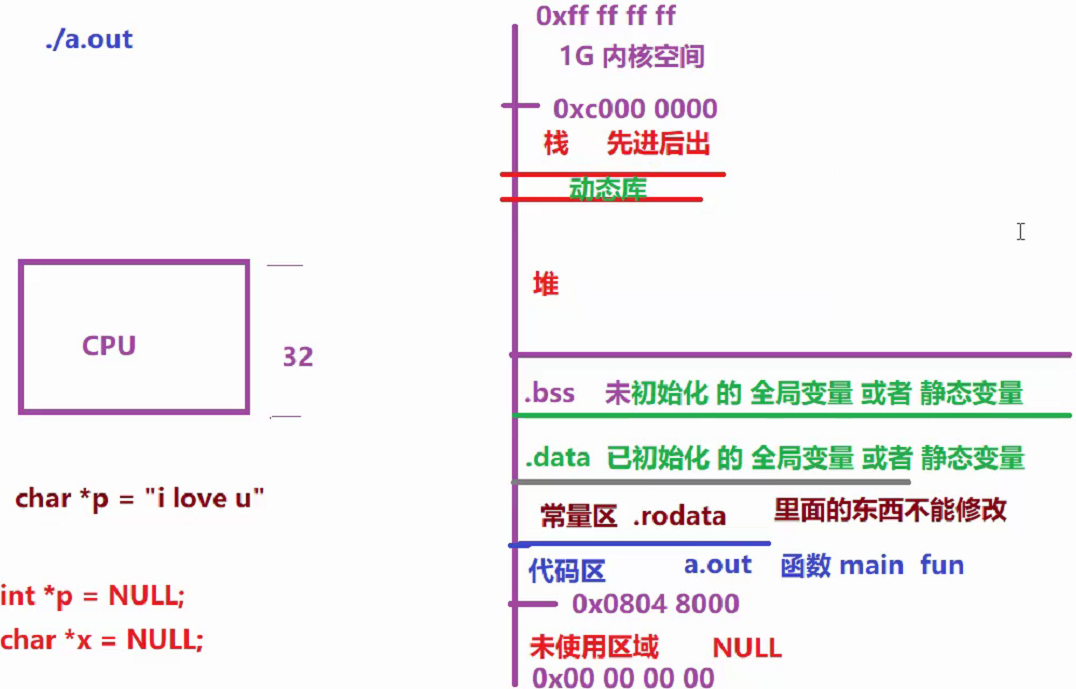 ./a.out
CPU
32
char *p = "i love u"
int *p = NULL;
char *x = NULL;
0xff ff ff ff
1G 内核空间
0xc000 0000
栈 先进后出
动态库
堆
.bss 未初始化 的 全局变量 或者 静态变量
.data 已初始化 的 全局变量 或者 静态变量
常量区 .rodata 里面的东西不能修改
代码区 a.out 函数 main fun
0x0804 8000
未使用区域 NULL
0x00 00 00 00